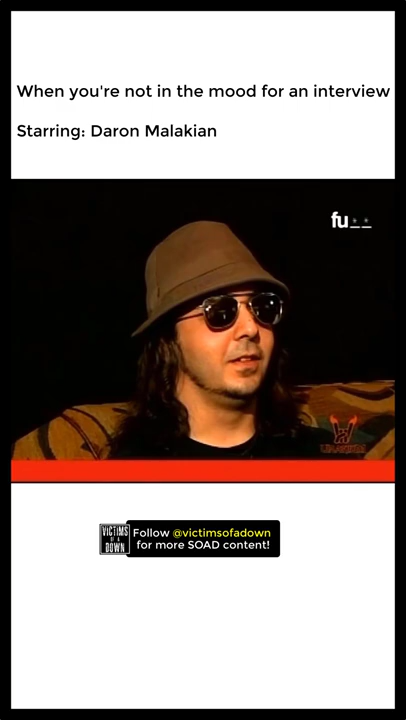 When you're not in the mood for an interview
Starring: Daron Malakian
fu__
VICTIMS
OF A
DOWN
Follow @victimsofadown
for more SOAD content!